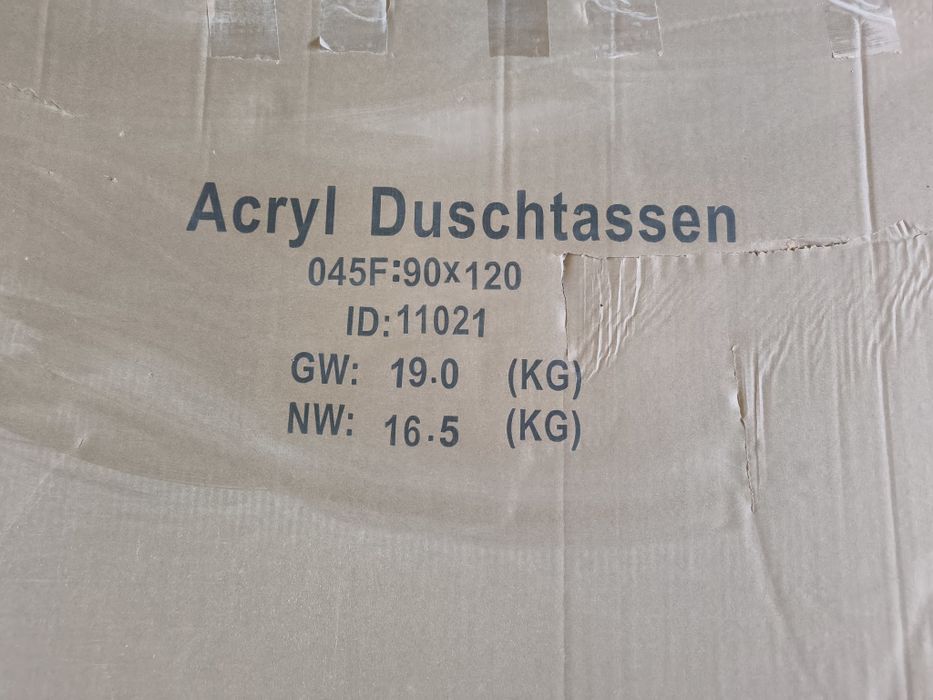 Acryl Duschtassen
045F:90x120
ID:11021
GW: 19.0 (KG)
NW: 16.5 (KG)